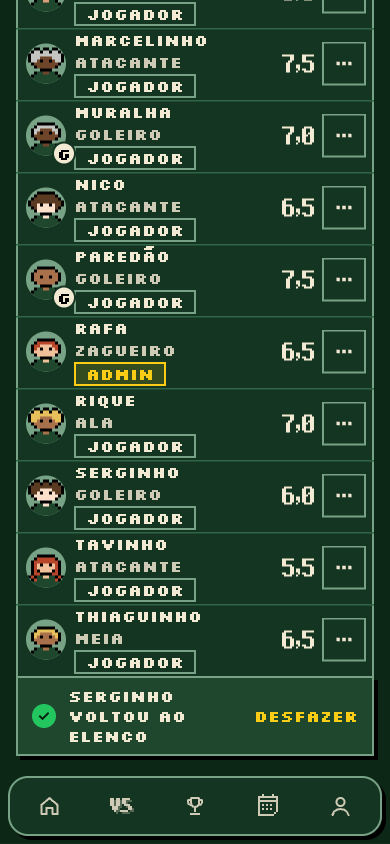 JOGADOR
MARCELINHO
ATACANTE
JOGADOR
7,5
...
MURALHA
GOLEIRO
G
JOGADOR
7,0
...
NICO
ATACANTE
JOGADOR
6,5
...
PAREDÃO
GOLEIRO
G
JOGADOR
7,5
...
RAFA
ZAGUEIRO
ADMIN
6,5
...
RIQUE
ALA
JOGADOR
7,0
...
SERGINHO
GOLEIRO
JOGADOR
6,0
...
TAVINHO
ATACANTE
JOGADOR
5,5
...
THIAGUINHO
MEIA
JOGADOR
6,5
...
SERGINHO
VOLTOU AO
ELENCO
DESFAZER
VS